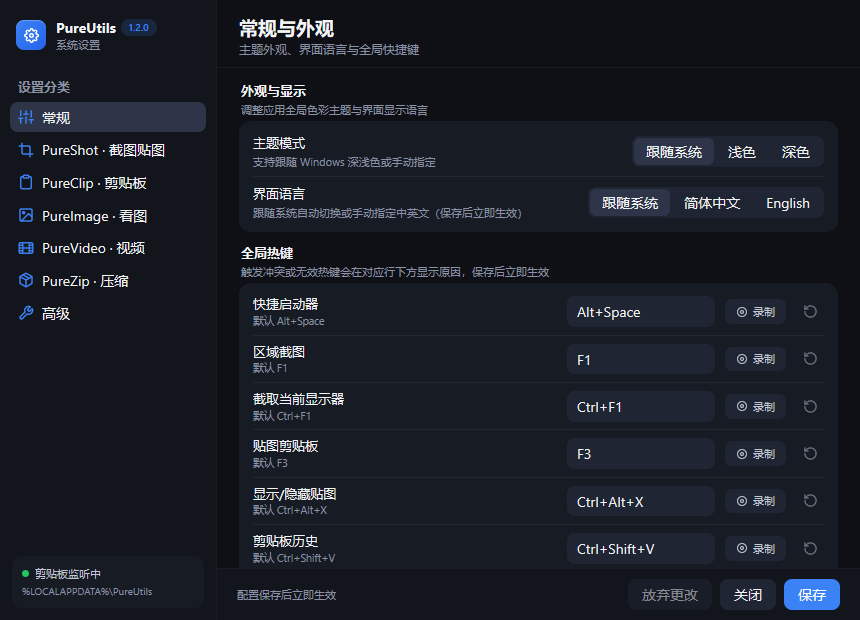 PureUtils 1.2.0
系统设置
设置分类
常规
PureShot · 截图贴图
PureClip · 剪贴板
PureImage · 看图
PureVideo · 视频
PureZip · 压缩
高级
剪贴板监听中
%LOCALAPPDATA%\PureUtils
常规与外观
主题外观、界面语言与全局快捷键
外观与显示
调整应用全局色彩主题与界面显示语言
主题模式
支持跟随 Windows 深浅色或手动指定
跟随系统 浅色 深色
界面语言
跟随系统自动切换或手动指定中英文（保存后立即生效）
跟随系统 简体中文 English
全局热键
触发冲突或无效热键会在对应行下方显示原因，保存后立即生效
快捷启动器
默认 Alt+Space
Alt+Space 录制
区域截图
默认 F1
F1 录制
截取当前显示器
默认 Ctrl+F1
Ctrl+F1 录制
贴图剪贴板
默认 F3
F3 录制
显示/隐藏贴图
默认 Ctrl+Alt+X
Ctrl+Alt+X 录制
剪贴板历史
默认 Ctrl+Shift+V
Ctrl+Shift+V 录制
配置保存后立即生效
放弃更改 关闭 保存